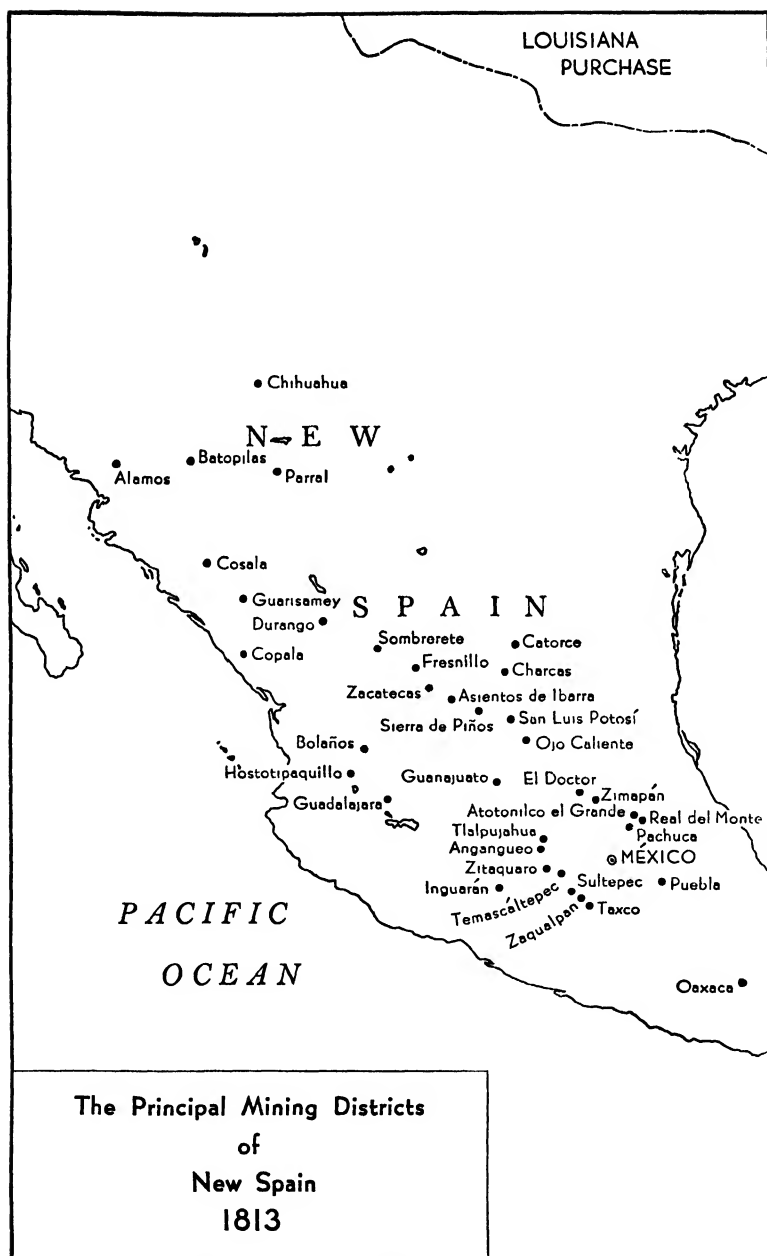 LOUISIANA
PURCHASE
Chihuahua
NEW
Alamos
Batopilas
Parral
Cosala
Guarisamey
SPAIN
Durango
Sombrerete
Catorce
Copala
Fresnillo
Charcas
Zacatecas
Asientos de Ibarra
Sierra de Piños
San Luis Potosí
Bolaños
Ojo Caliente
Hostotipaquillo
Guanajuato
El Doctor
Zimapán
Guadalajara
Atotonilco el Grande
Real del Monte
Tlalpujahua
Pachuca
Angangueo
MÉXICO
Zitaquaro
Sultepec
Puebla
Inguarán
Temascáltepec
Zaqualpan
Taxco
PACIFIC
OCEAN
Oaxaca
The Principal Mining Districts
of
New Spain
1813